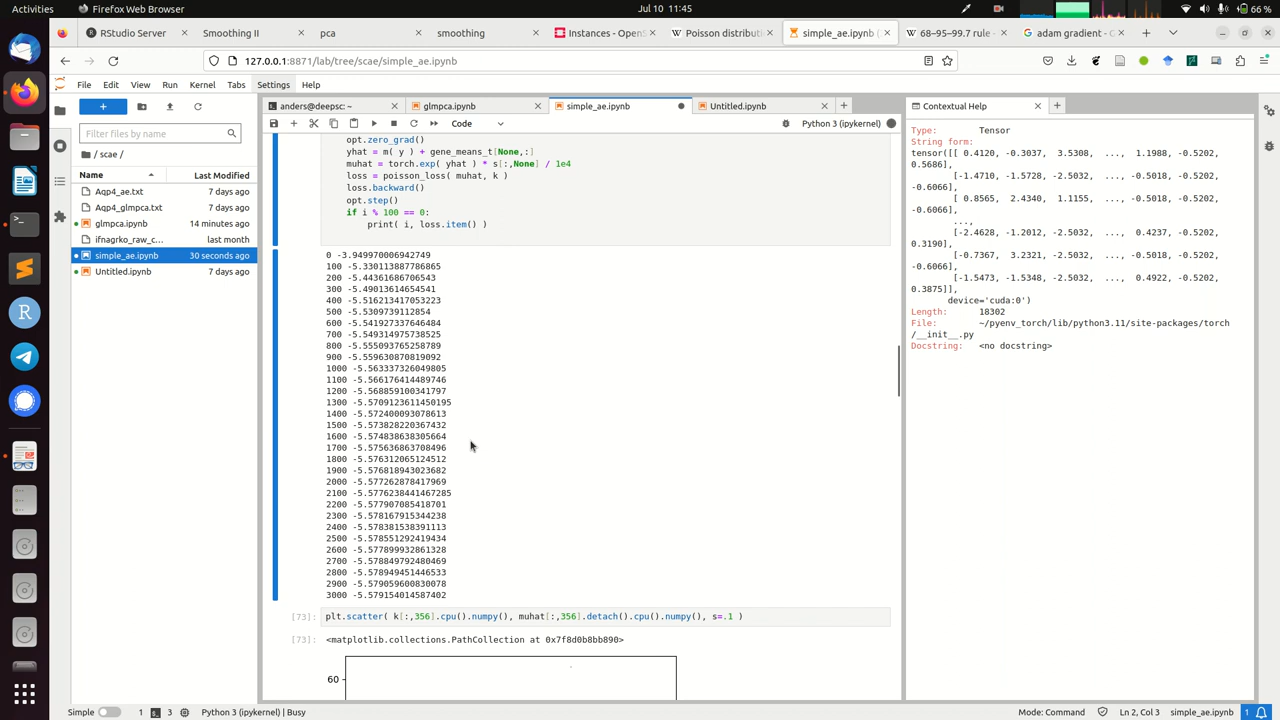 Activities
Firefox Web Browser
Jul 10 11:45
66 %
RStudio Server
Smoothing II
pca
smoothing
Instances - OpenS
Poisson distributi
simple_ae.ipynb (
68–95–99.7 rule -
adam gradient -
127.0.0.1:8871/lab/tree/scae/simple_ae.ipynb
File Edit View Run Kernel Tabs Settings Help
Filter files by name
/ scae /
Name Last Modified
Aqp4_ae.txt 7 days ago
Aqp4_glmpca.txt 7 days ago
glmpca.ipynb 14 minutes ago
ifnagrko_raw_c... last month
simple_ae.ipynb 30 seconds ago
Untitled.ipynb 7 days ago
anders@deepsc: ~
glmpca.ipynb
simple_ae.ipynb
Untitled.ipynb
Code
Python 3 (ipykernel)
opt.zero_grad()
yhat = m( y ) + gene_means_t[None,:]
muhat = torch.exp( yhat ) * s[:,None] / 1e4
loss = poisson_loss( muhat, k )
loss.backward()
opt.step()
if i % 100 == 0:
print( i, loss.item() )
0 -3.949970006942749
100 -5.330113887786865
200 -5.44361686706543
300 -5.49013614654541
400 -5.516213417053223
500 -5.5309739112854
600 -5.541927337646484
700 -5.549314975738525
800 -5.555093765258789
900 -5.559630870819092
1000 -5.563337326049805
1100 -5.566176414489746
1200 -5.568859100341797
1300 -5.5709123611450195
1400 -5.572400093078613
1500 -5.573828220367432
1600 -5.574838638305664
1700 -5.575636863708496
1800 -5.576312065124512
1900 -5.576818943023682
2000 -5.577262878417969
2100 -5.5776238441467285
2200 -5.577907085418701
2300 -5.578167915344238
2400 -5.578381538391113
2500 -5.578551292419434
2600 -5.577899932861328
2700 -5.578849792480469
2800 -5.578949451446533
2900 -5.579059600830078
3000 -5.579154014587402
[73]: plt.scatter( k[:,356].cpu().numpy(), muhat[:,356].detach().cpu().numpy(), s=.1 )
[73]: <matplotlib.collections.PathCollection at 0x7f8d0b8bb890>
60
Contextual Help
Type: Tensor
String form:
tensor([[ 0.4120, -0.3037, 3.5308, ..., 1.1988, -0.5202,
0.5686],
[-1.4710, -1.5728, -2.5032, ..., -0.5018, -0.5202,
-0.6066],
[ 0.8565, 2.4340, 1.1155, ..., -0.5018, -0.5202,
-0.6066],
...,
[-2.4628, -1.2012, -2.5032, ..., 0.4237, -0.5202,
0.3190],
[-0.7367, 3.2321, -2.5032, ..., -0.5018, -0.5202,
-0.6066],
[-1.5473, -1.5348, -2.5032, ..., 0.4922, -0.5202,
0.3875]],
device='cuda:0')
Length: 18302
File: ~/pyenv_torch/lib/python3.11/site-packages/torch
/__init__.py
Docstring: <no docstring>
Simple 1 3 Python 3 (ipykernel) | Busy
Mode: Command Ln 2, Col 3 simple_ae.ipynb 1